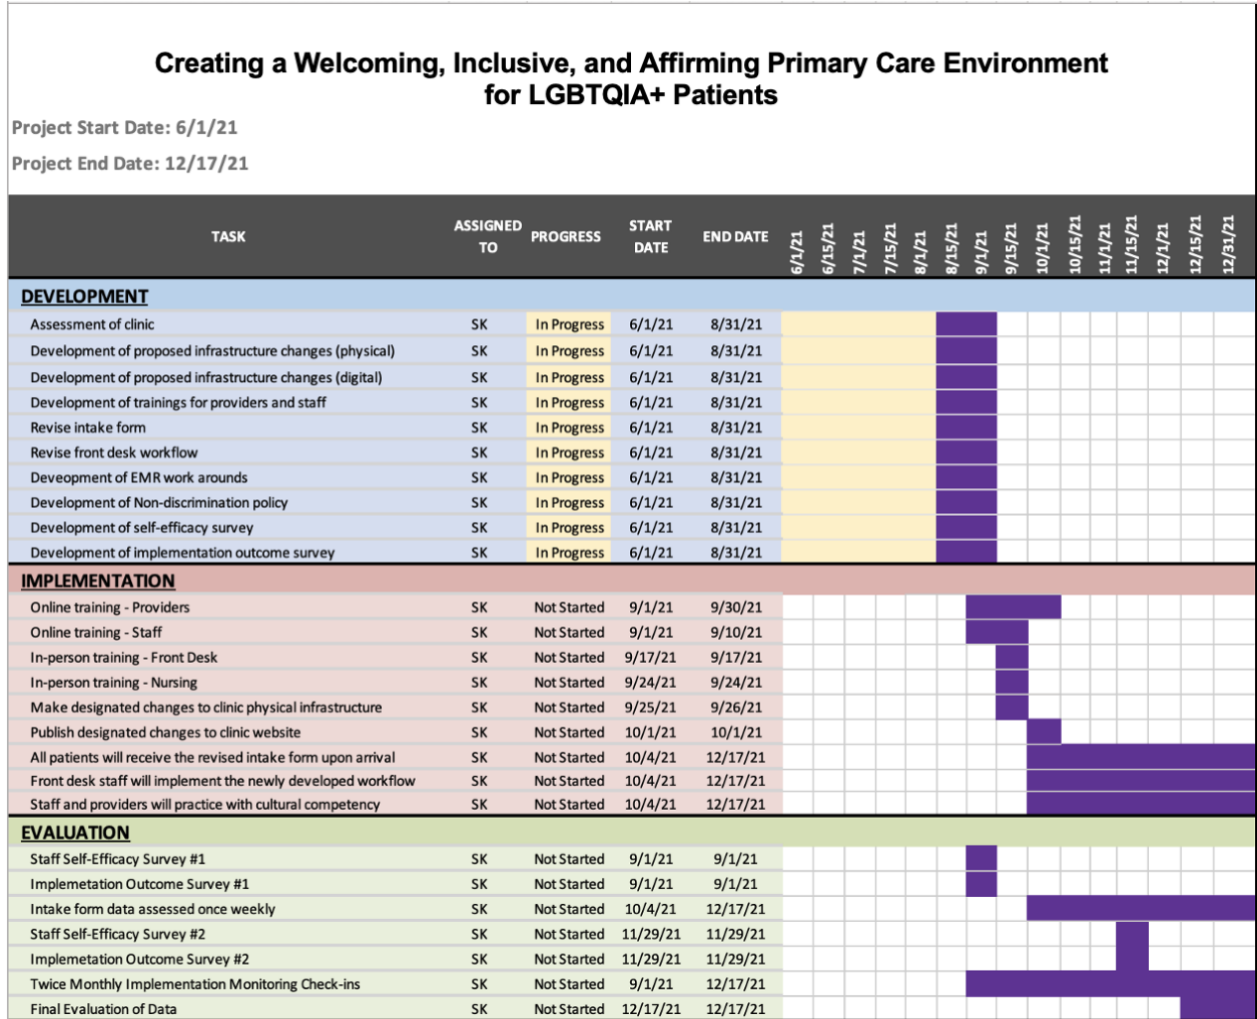 Creating a Welcoming, Inclusive, and Affirming Primary Care Environment
for LGBTQIA+ Patients
Project Start Date: 6/1/21
Project End Date: 12/17/21
TASK ASSIGNED TO PROGRESS START DATE END DATE 6/1/21 6/15/21 7/1/21 7/15/21 8/1/21 8/15/21 9/1/21 9/15/21 10/1/21 10/15/21 11/1/21 11/15/21 12/1/21 12/15/21 12/31/21
DEVELOPMENT
Assessment of clinic SK In Progress 6/1/21 8/31/21
Development of proposed infrastructure changes (physical) SK In Progress 6/1/21 8/31/21
Development of proposed infrastructure changes (digital) SK In Progress 6/1/21 8/31/21
Development of trainings for providers and staff SK In Progress 6/1/21 8/31/21
Revise intake form SK In Progress 6/1/21 8/31/21
Revise front desk workflow SK In Progress 6/1/21 8/31/21
Deveopment of EMR work arounds SK In Progress 6/1/21 8/31/21
Development of Non-discrimination policy SK In Progress 6/1/21 8/31/21
Development of self-efficacy survey SK In Progress 6/1/21 8/31/21
Development of implementation outcome survey SK In Progress 6/1/21 8/31/21
IMPLEMENTATION
Online training - Providers SK Not Started 9/1/21 9/30/21
Online training - Staff SK Not Started 9/1/21 9/10/21
In-person training - Front Desk SK Not Started 9/17/21 9/17/21
In-person training - Nursing SK Not Started 9/24/21 9/24/21
Make designated changes to clinic physical infrastructure SK Not Started 9/25/21 9/26/21
Publish designated changes to clinic website SK Not Started 10/1/21 10/1/21
All patients will receive the revised intake form upon arrival SK Not Started 10/4/21 12/17/21
Front desk staff will implement the newly developed workflow SK Not Started 10/4/21 12/17/21
Staff and providers will practice with cultural competency SK Not Started 10/4/21 12/17/21
EVALUATION
Staff Self-Efficacy Survey #1 SK Not Started 9/1/21 9/1/21
Implemetation Outcome Survey #1 SK Not Started 9/1/21 9/1/21
Intake form data assessed once weekly SK Not Started 10/4/21 12/17/21
Staff Self-Efficacy Survey #2 SK Not Started 11/29/21 11/29/21
Implemetation Outcome Survey #2 SK Not Started 11/29/21 11/29/21
Twice Monthly Implementation Monitoring Check-ins SK Not Started 9/1/21 12/17/21
Final Evaluation of Data SK Not Started 12/17/21 12/17/21